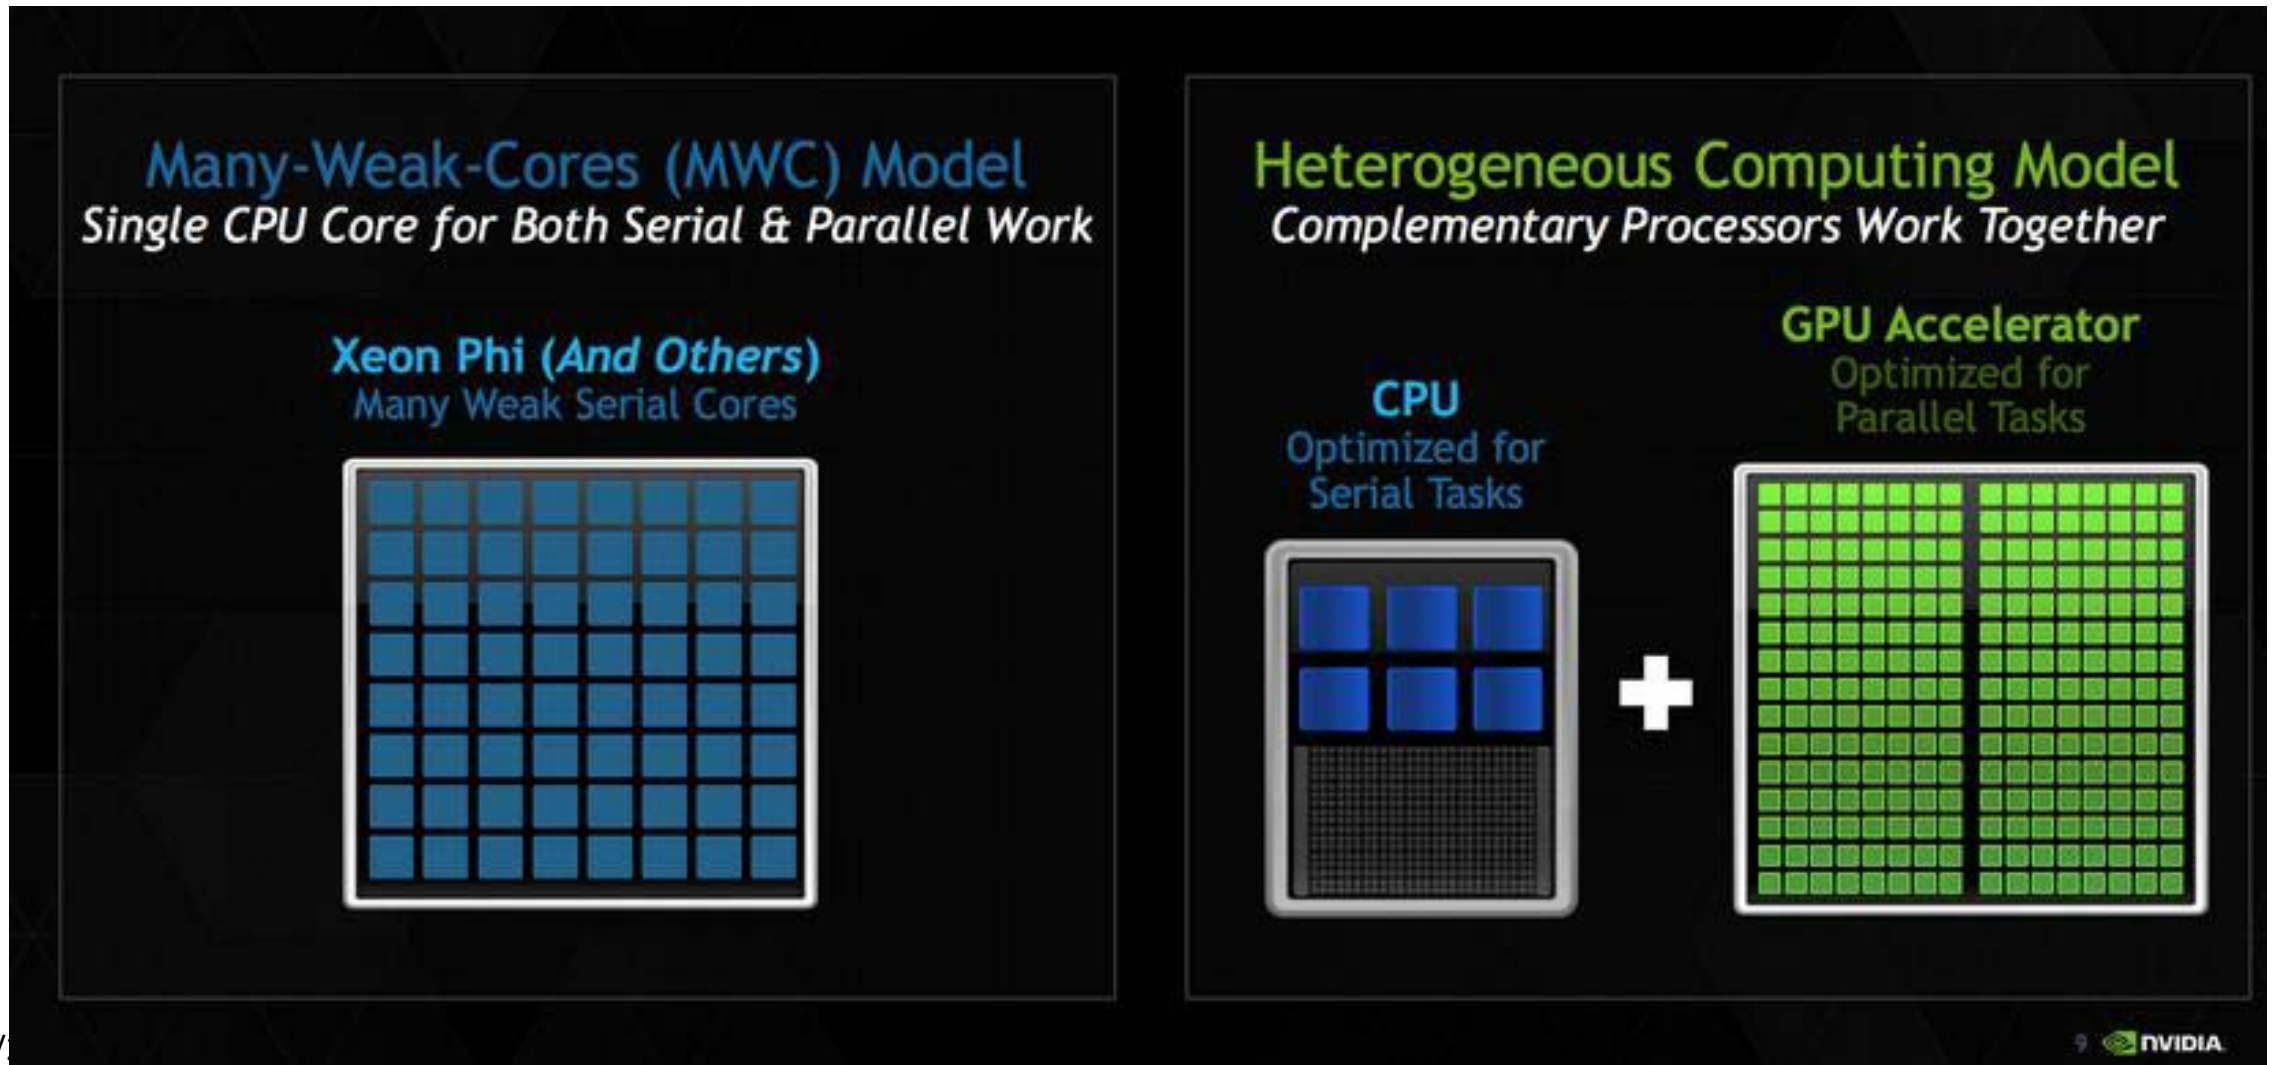 Many-Weak-Cores (MWC) Model
Single CPU Core for Both Serial & Parallel Work
Xeon Phi (And Others)
Many Weak Serial Cores
Heterogeneous Computing Model
Complementary Processors Work Together
CPU
Optimized for
Serial Tasks
GPU Accelerator
Optimized for
Parallel Tasks
9 NVIDIA